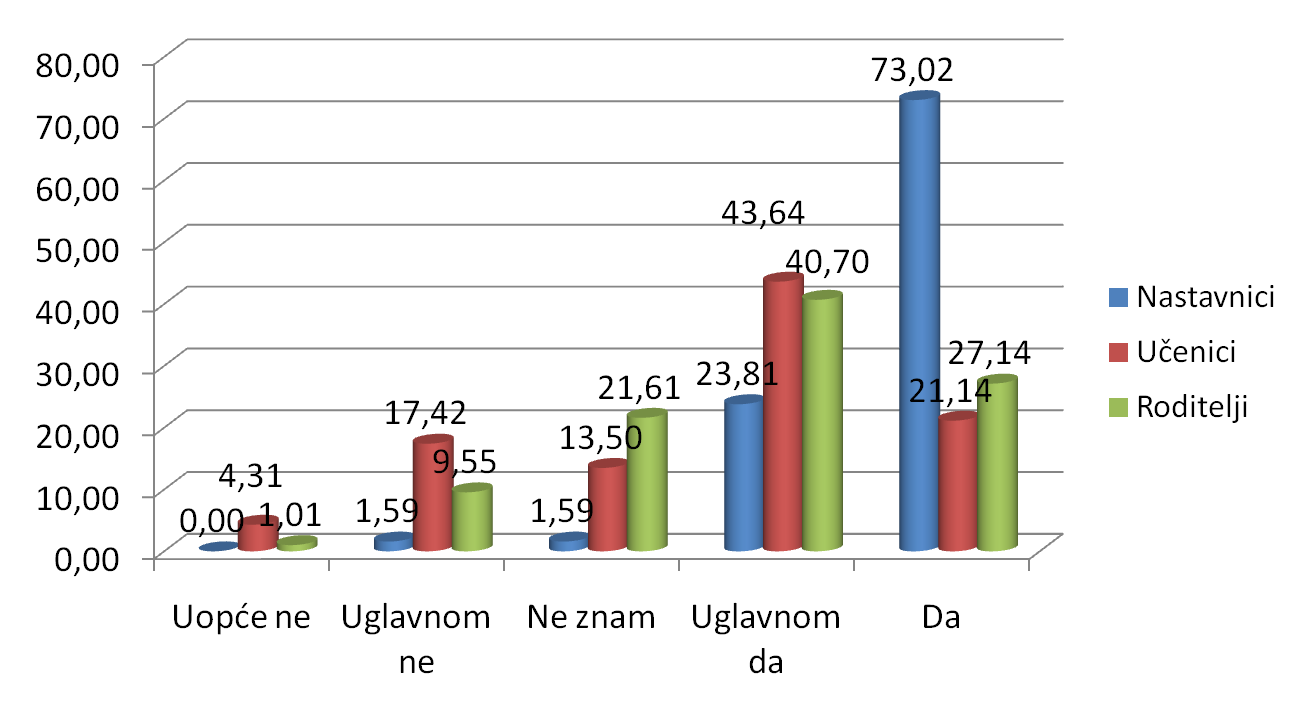 80,00
70,00
60,00
50,00
40,00
30,00
20,00
10,00
0,00
0,00
4,31
1,01
1,59
17,42
9,55
1,59
13,50
21,61
23,81
43,64
40,70
73,02
21,14
27,14
Uopće ne
Uglavnom
ne
Ne znam
Uglavnom
da
Da
Nastavnici
Učenici
Roditelji